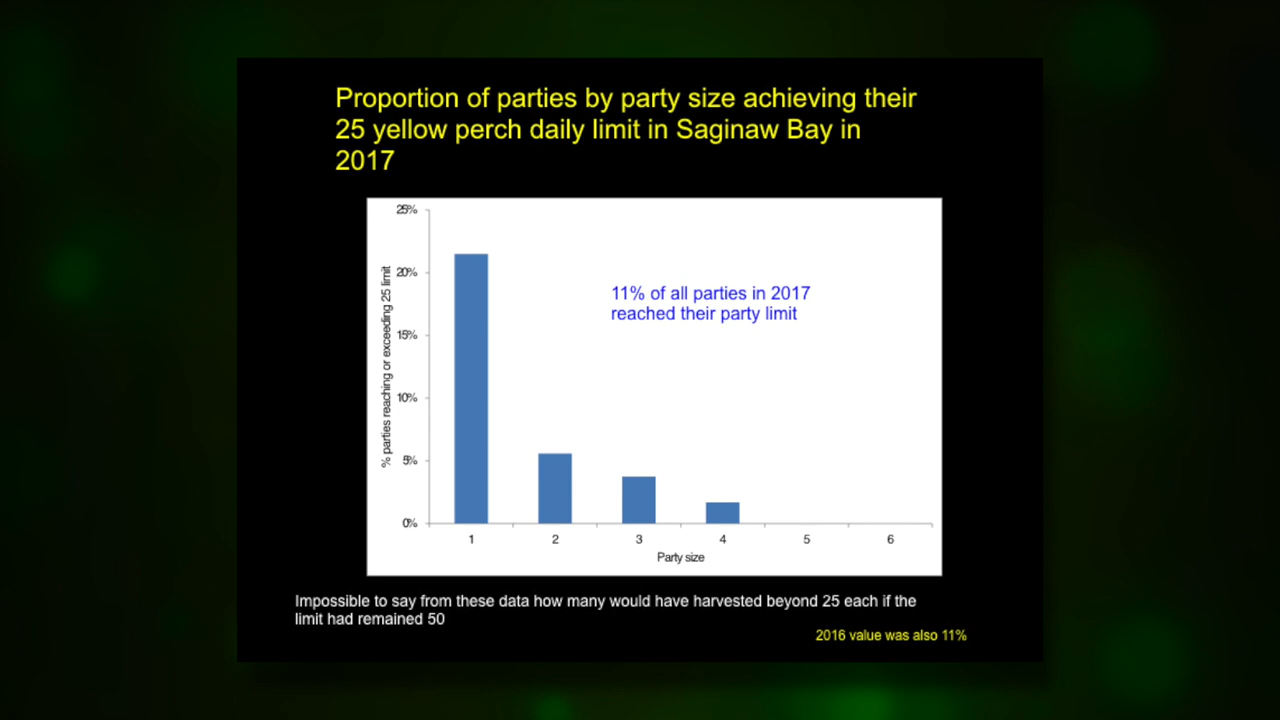 Proportion of parties by party size achieving their
25 yellow perch daily limit in Saginaw Bay in
2017
25%
20%
15%
10%
5%
0%
% parties reaching or exceeding 25 limit
11% of all parties in 2017
reached their party limit
1 2 3 4 5 6
Party size
Impossible to say from these data how many would have harvested beyond 25 each if the
limit had remained 50
2016 value was also 11%